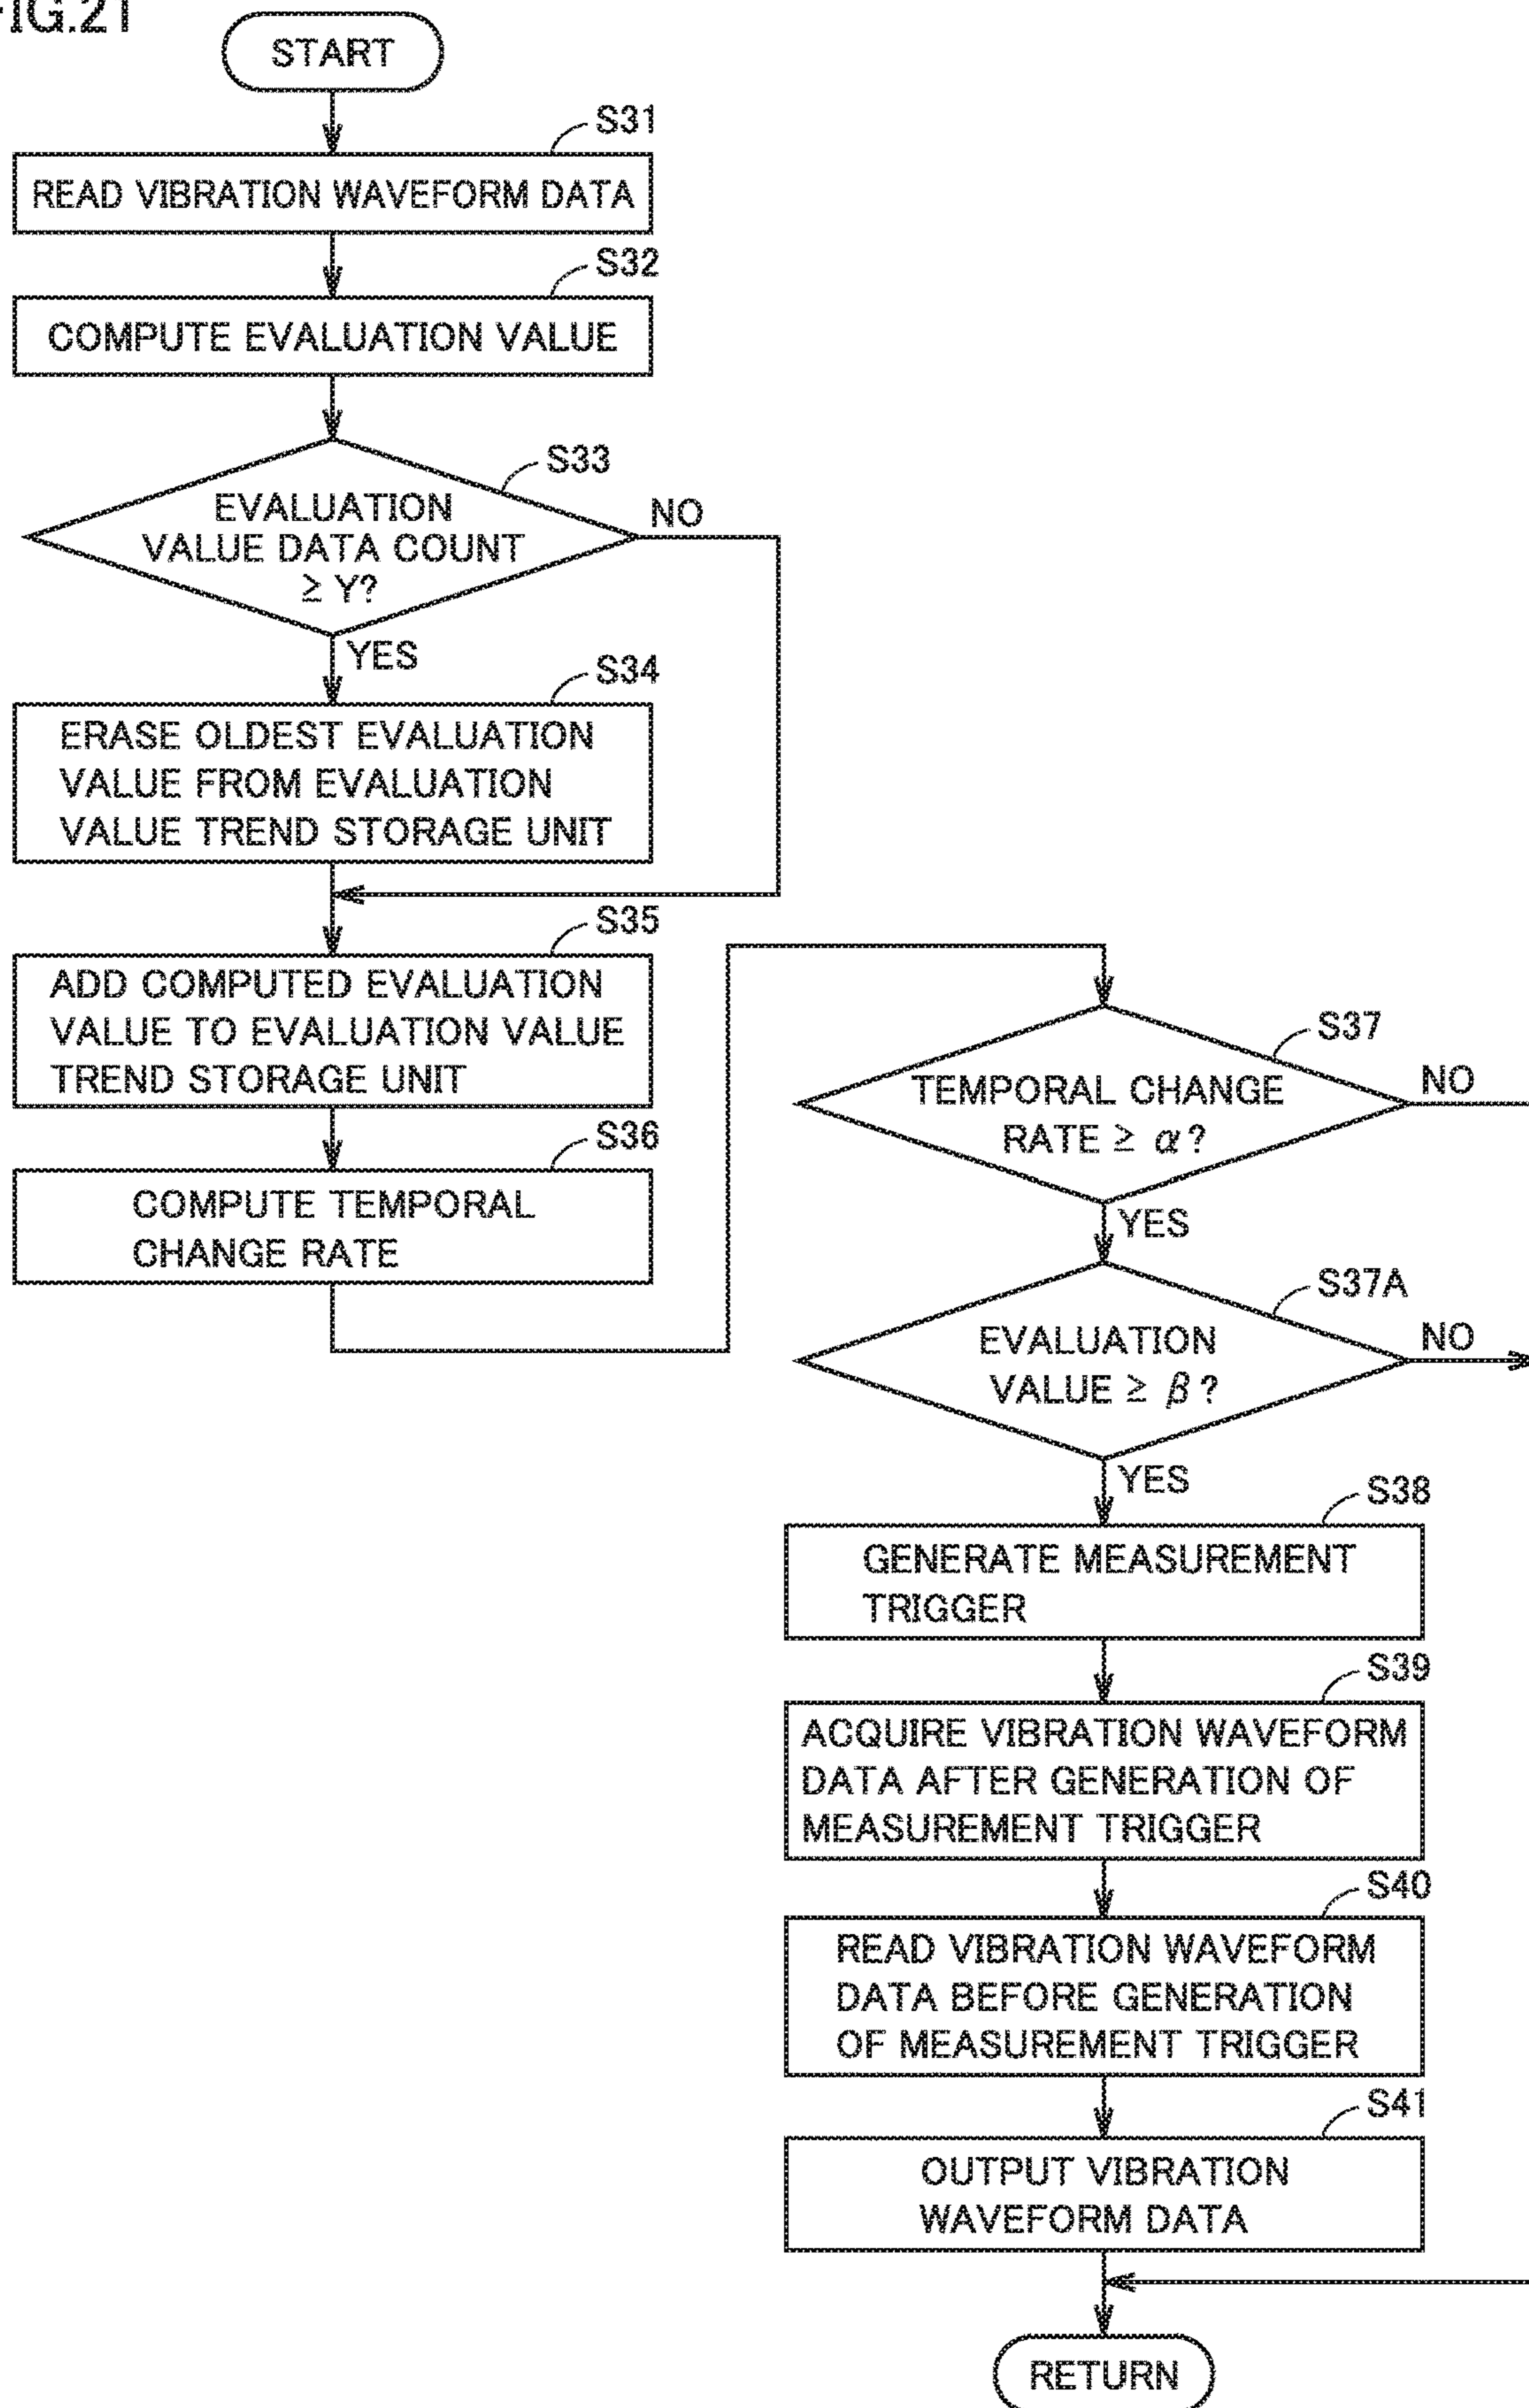 FIG.21
START
S31
READ VIBRATION WAVEFORM DATA
S32
COMPUTE EVALUATION VALUE
S33
EVALUATION
VALUE DATA COUNT
≥ Y?
NO
YES
S34
ERASE OLDEST EVALUATION
VALUE FROM EVALUATION
VALUE TREND STORAGE UNIT
S35
ADD COMPUTED EVALUATION
VALUE TO EVALUATION VALUE
TREND STORAGE UNIT
S36
COMPUTE TEMPORAL
CHANGE RATE
S37
TEMPORAL CHANGE
RATE ≥ α?
NO
YES
S37A
EVALUATION
VALUE ≥ β?
NO
YES
S38
GENERATE MEASUREMENT
TRIGGER
S39
ACQUIRE VIBRATION WAVEFORM
DATA AFTER GENERATION OF
MEASUREMENT TRIGGER
S40
READ VIBRATION WAVEFORM
DATA BEFORE GENERATION
OF MEASUREMENT TRIGGER
S41
OUTPUT VIBRATION
WAVEFORM DATA
RETURN